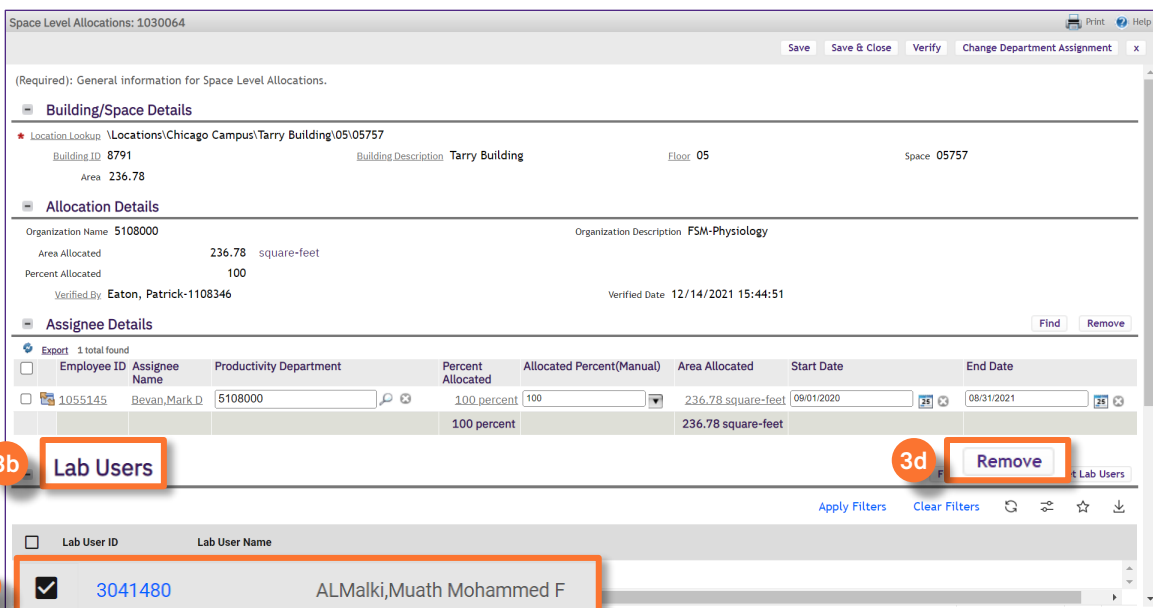 Space Level Allocations: 1030064 Print Help
Save Save & Close Verify Change Department Assignment x
(Required): General information for Space Level Allocations.
Building/Space Details
* Location Lookup \Locations\Chicago Campus\Tarry Building\05\05757
Building ID 8791 Building Description Tarry Building Floor 05 Space 05757
Area 236.78
Allocation Details
Organization Name 5108000 Organization Description FSM-Physiology
Area Allocated 236.78 square-feet
Percent Allocated 100
Verified By Eaton, Patrick-1108346 Verified Date 12/14/2021 15:44:51
Assignee Details Find Remove
Export 1 total found
Employee ID Assignee Name Productivity Department Percent Allocated Allocated Percent(Manual) Area Allocated Start Date End Date
1055145 Bevan,Mark D 5108000 100 percent 100 236.78 square-feet 09/01/2020 25 08/31/2021 25
100 percent 236.78 square-feet
3b Lab Users 3d Remove Lab Users
Apply Filters Clear Filters
Lab User ID Lab User Name
3041480 ALMalki,Muath Mohammed F